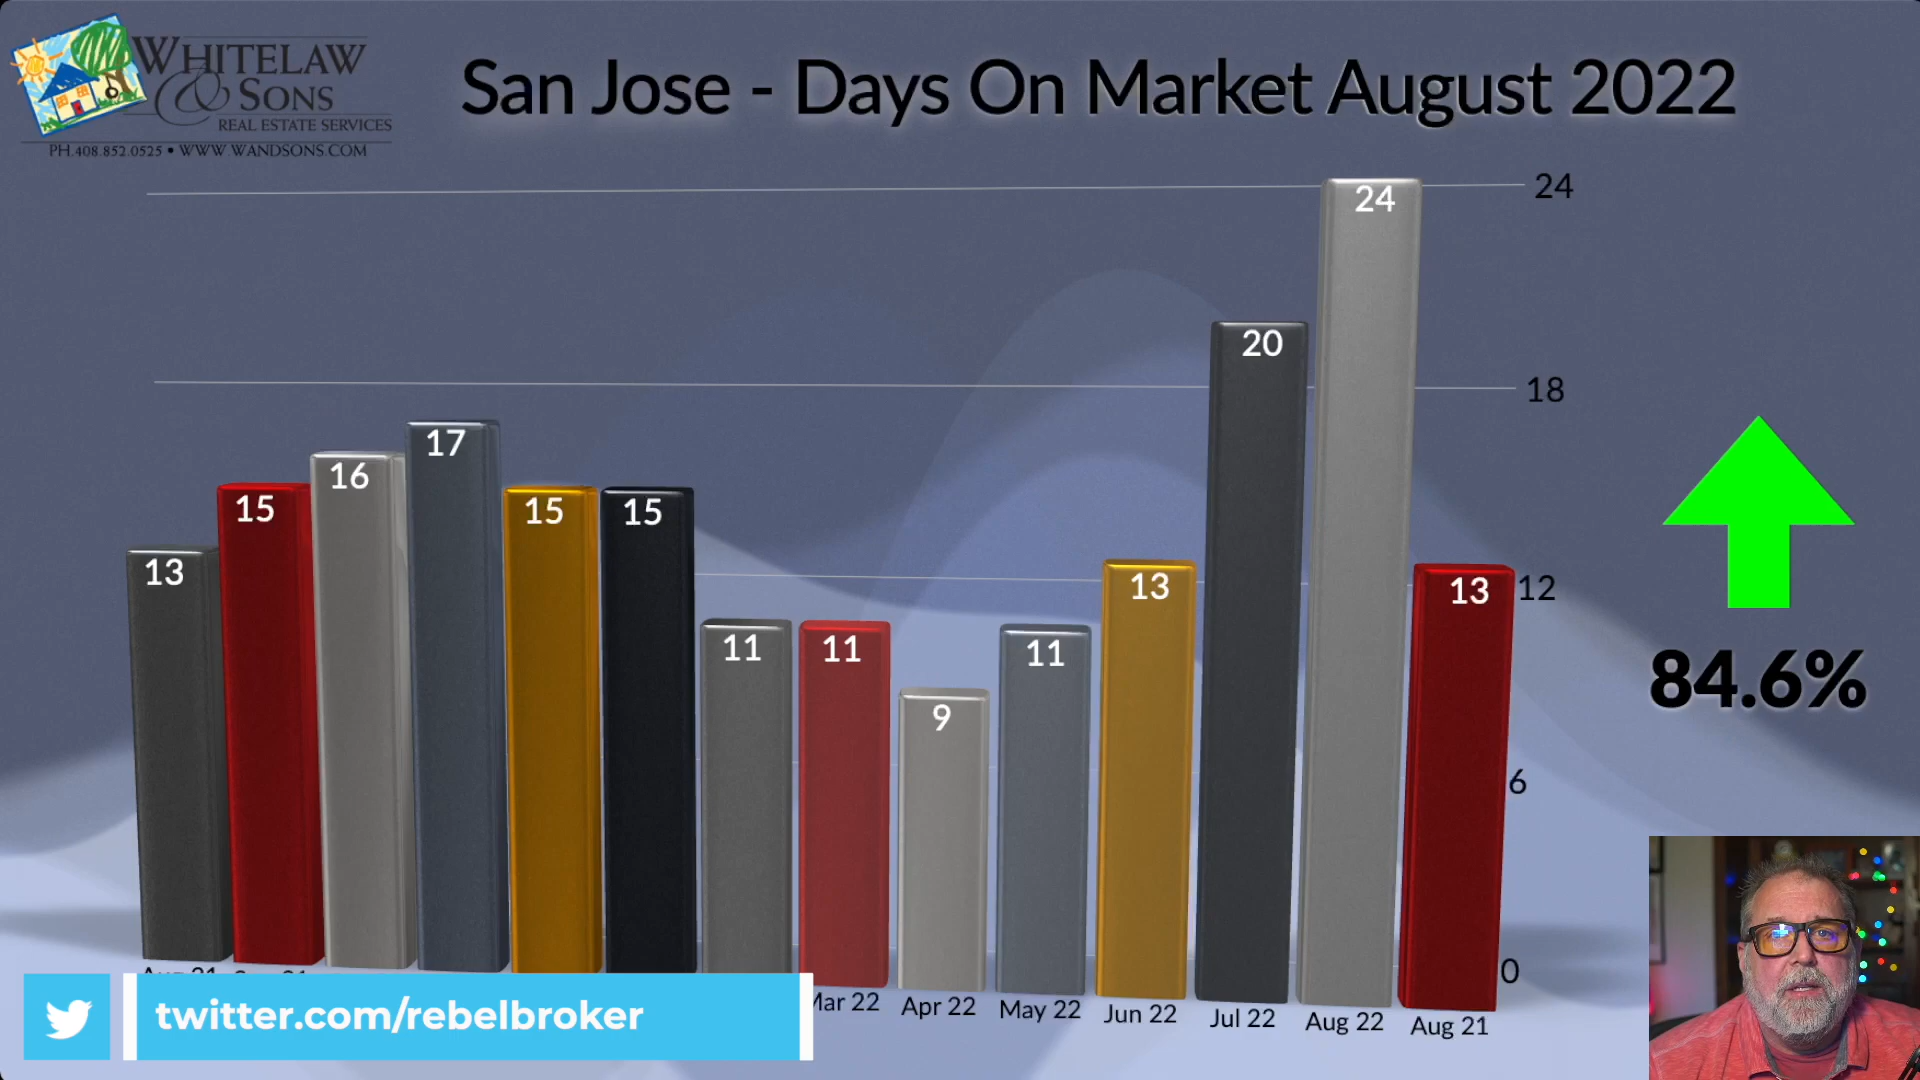 WHITELAW
& SONS
REAL ESTATE SERVICES
PH.408.852.0525 • WWW.WANDSONS.COM
San Jose - Days On Market August 2022
24
18
12
6
0
13
15
16
17
15
15
11
11
9
11
13
20
24
13
84.6%
Mar 22
Apr 22
May 22
Jun 22
Jul 22
Aug 22
Aug 21
twitter.com/rebelbroker